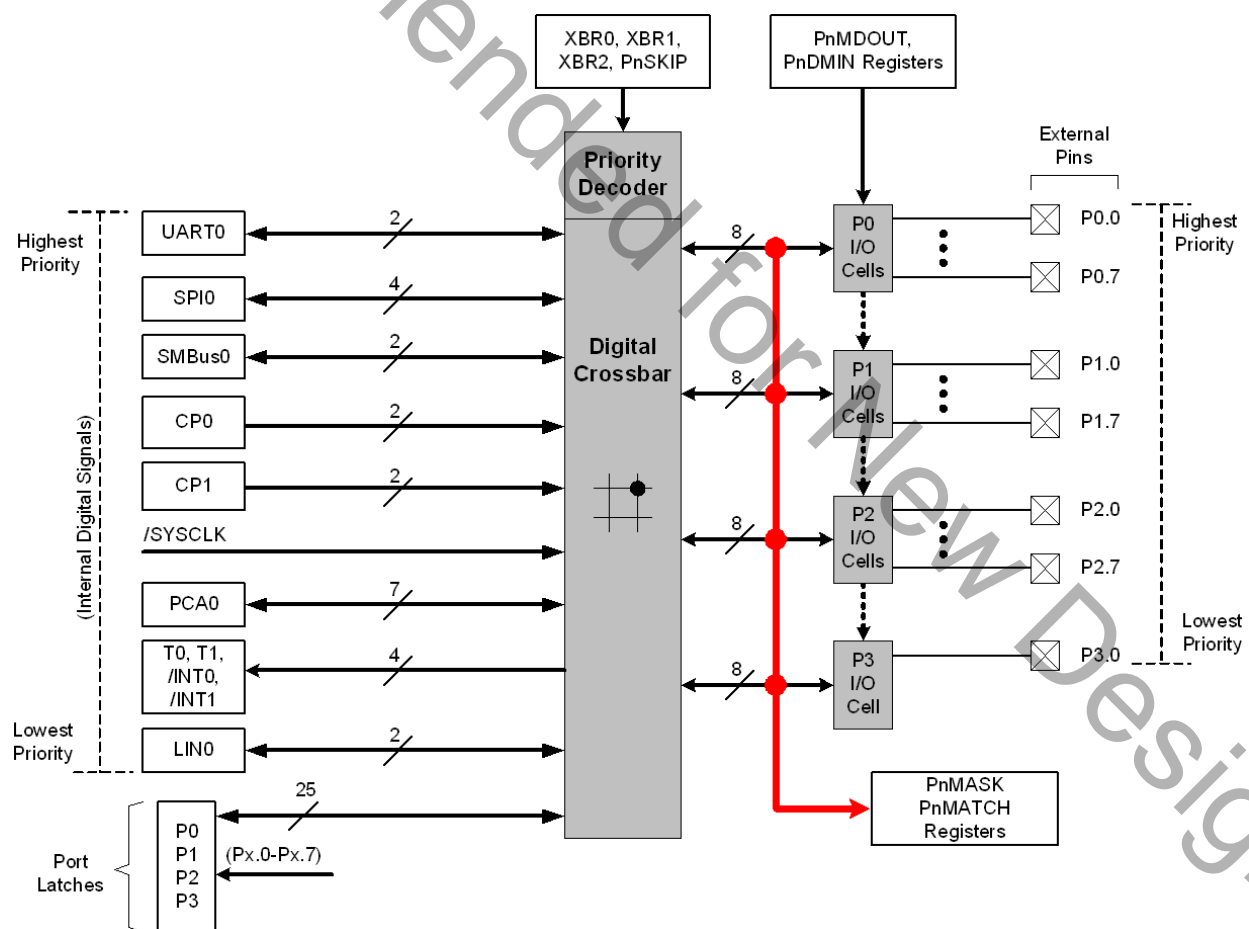 XBR0, XBR1,
XBR2, PnSKIP
PnMDOUT,
PnDMIN Registers
External
Pins
Priority
Decoder
Highest
Priority
UART0
2
8
P0
I/O
Cells
P0.0
P0.7
Highest
Priority
SPI0
4
SMBus0
2
Digital
Crossbar
8
P1
I/O
Cells
P1.0
P1.7
CP0
2
(Internal Digital Signals)
CP1
2
/SYSCLK
8
P2
I/O
Cells
P2.0
P2.7
PCA0
7
T0, T1,
/INT0,
/INT1
4
8
P3
I/O
Cell
P3.0
Lowest
Priority
Lowest
Priority
LIN0
2
PnMASK
PnMATCH
Registers
25
Port
Latches
P0
P1
P2
P3
(Px.0-Px.7)
ended for New Desig